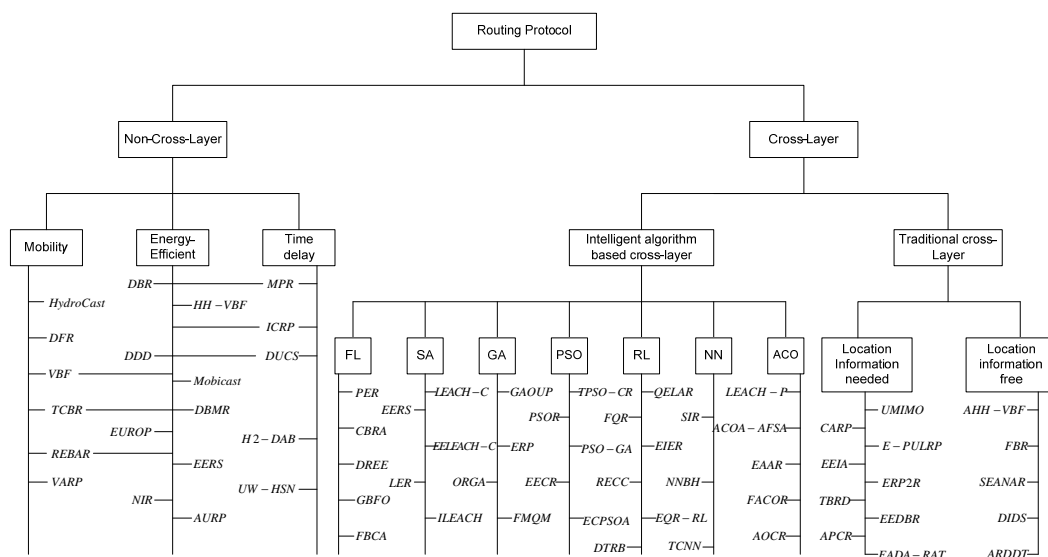 Routing Protocol
Non-Cross-Layer
Cross-Layer
Mobility
Energy-
Efficient
Time
delay
Intelligent algorithm
based cross-layer
Traditional cross-
Layer
HydroCast
DFR
VBF
TCBR
REBAR
VARP
DBR
HH-VBF
DDD
Mobicast
DBMR
EUROP
EERS
NIR
AURP
MPR
ICRP
DUCS
H2-DAB
UW-HSN
FL
SA
GA
PSO
RL
NN
ACO
PER
CBRA
DREE
GBFO
FBCA
LEACH-C
EERS
EELEACH-C
LER
ILEACH
GAOUP
ERP
ORGA
FMQM
TPSO-CR
PSOR
PSO-GA
EECR
ECPSOA
QELAR
FQR
EIER
RECC
EQR-RL
DTRB
SIR
NNBH
TCNN
LEACH-P
ACOA-AFSA
EAAR
FACOR
AOCR
Location
Information
needed
Location
information
free
UMIMO
CARP
E-PULRP
EEIA
ERP2R
TBRD
EEDBR
APCR
EADA-RAT
AHH-VBF
FBR
SEANAR
DIDS
ARDDT